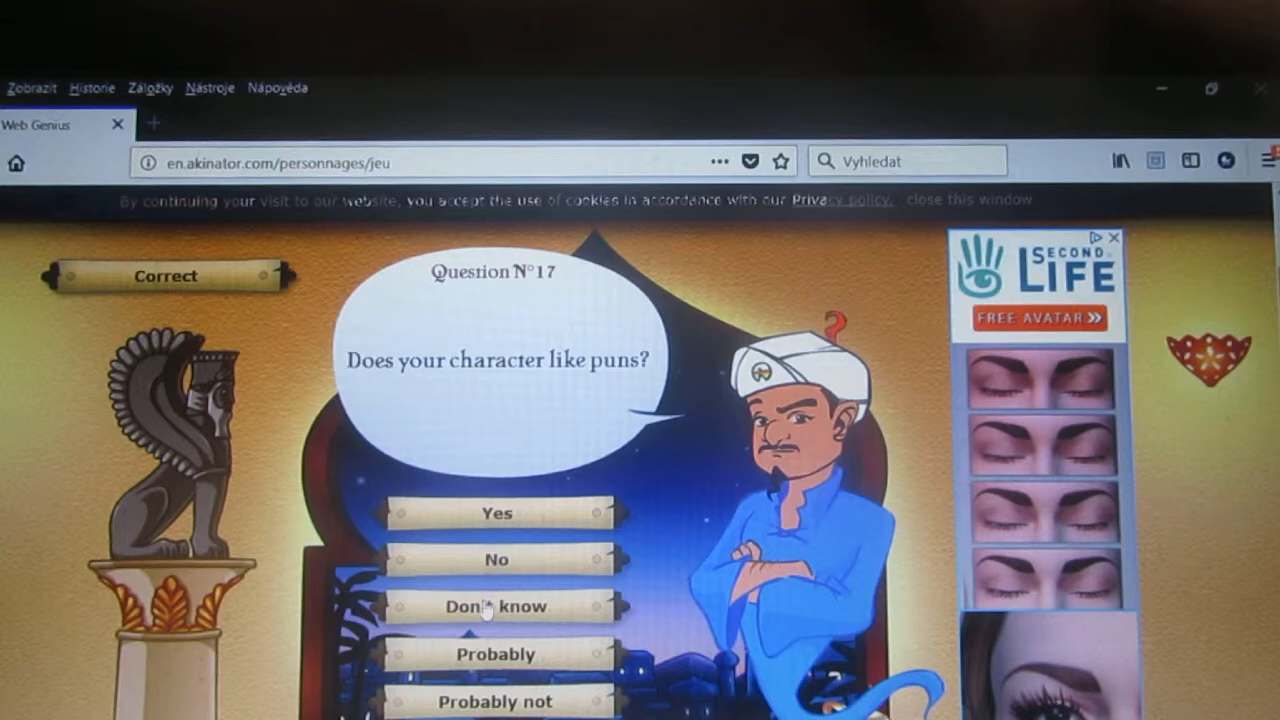 Zobrazit Historie Záložky Nástroje Nápověda
Web Genius
en.akinator.com/personnages/jeu
Vyhledat
By continuing your visit to our website, you accept the use of cookies in accordance with our Privacy policy. close this window
Correct
Question N°17
Does your character like puns?
Yes
No
Don't know
Probably
Probably not
SECOND
LIFE
FREE AVATAR